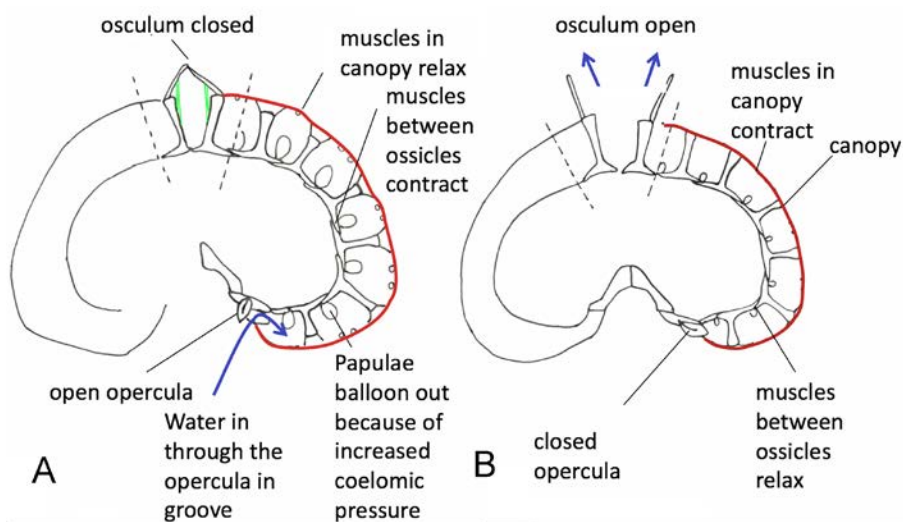 osculum closed
muscles in
canopy relax
muscles
between
ossicles
contract
open opercula
Water in
through the
opercula in
groove
Papulae
balloon out
because of
increased
coelomic
pressure
A
osculum open
muscles in
canopy
contract
canopy
closed
opercula
muscles
between
ossicles
relax
B